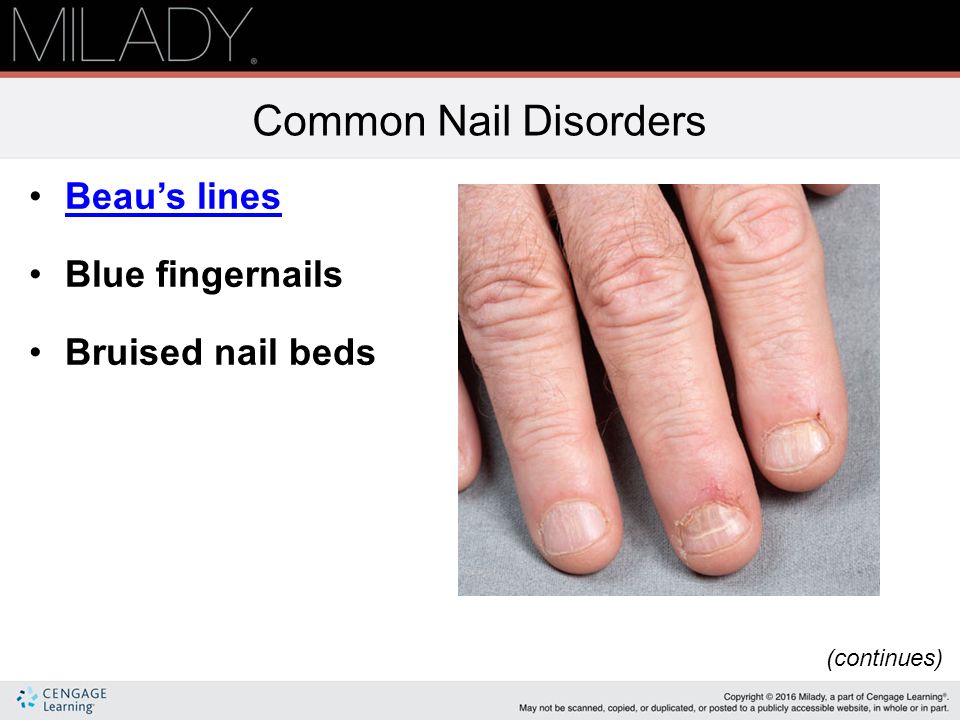 MILADY®
Common Nail Disorders
• Beau’s lines
• Blue fingernails
• Bruised nail beds
(continues)
CENGAGE
Learning™
Copyright © 2016 Milady, a part of Cengage Learning®.
May not be scanned, copied, or duplicated, or posted to a publicly accessible website, in whole or in part.